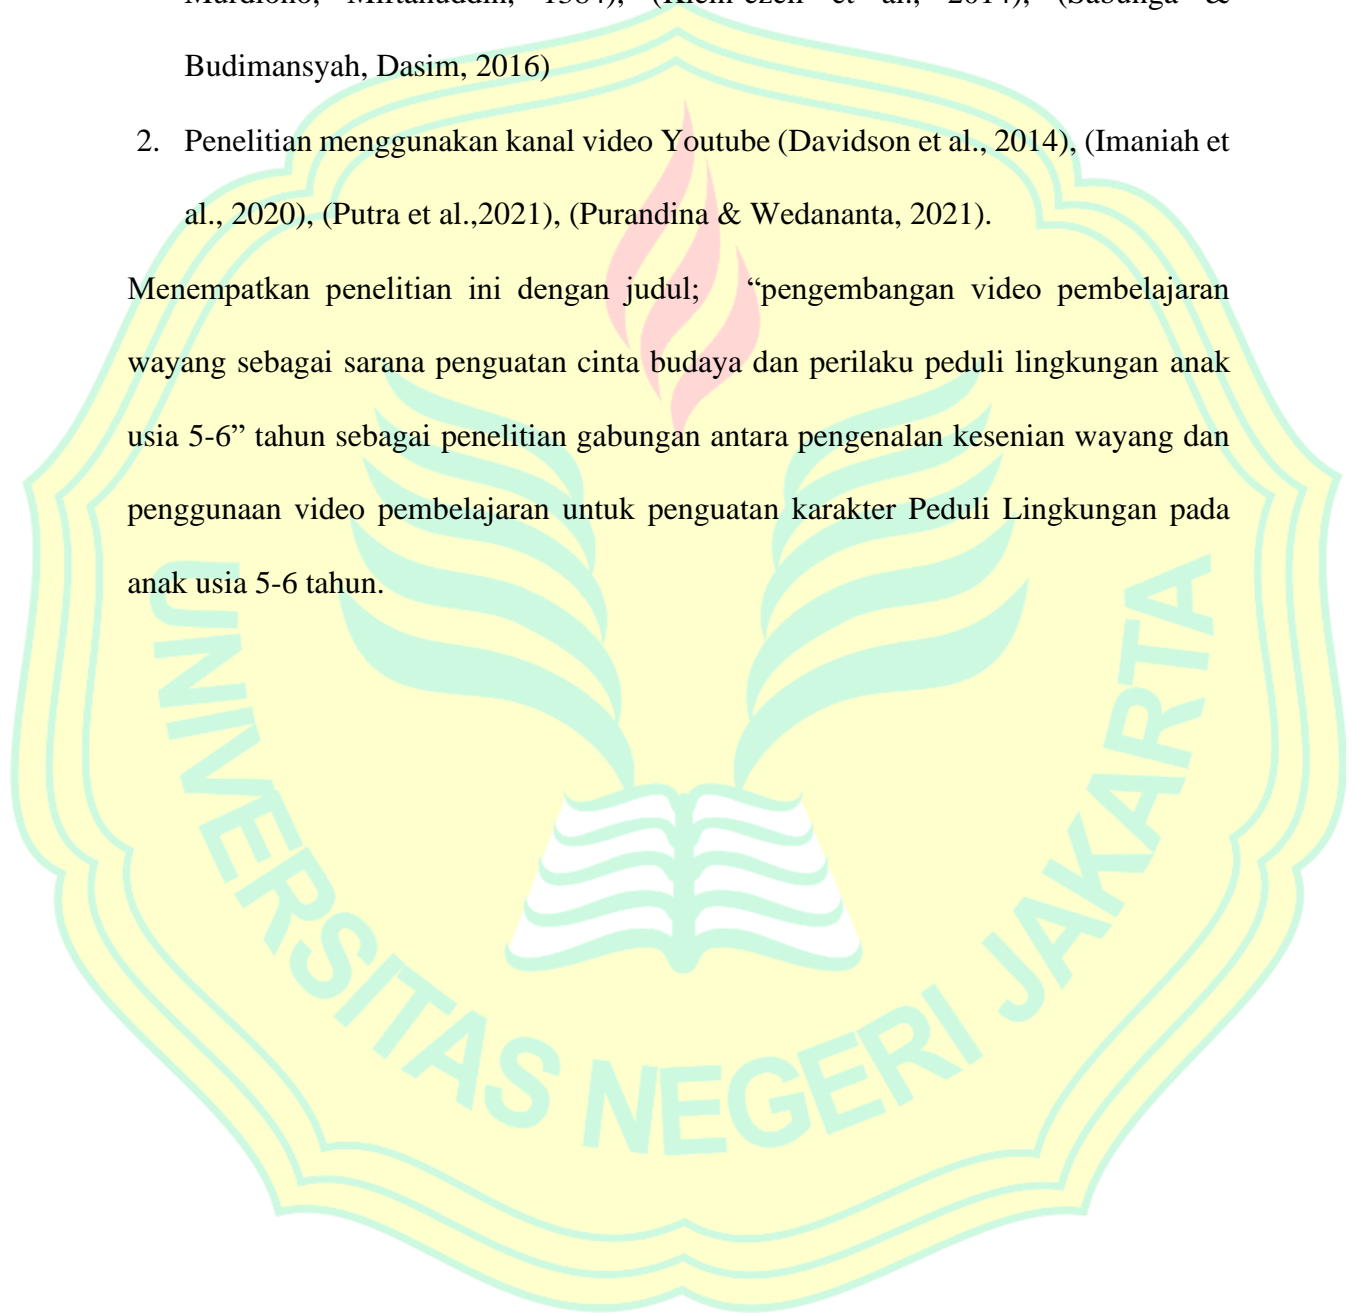 Budimansyah, Dasim, 2016)
2. Penelitian menggunakan kanal video Youtube (Davidson et al., 2014), (Imaniah et
al., 2020), (Putra et al.,2021), (Purandina & Wedananta, 2021).
Menempatkan penelitian ini dengan judul; “pengembangan video pembelajaran
wayang sebagai sarana penguatan cinta budaya dan perilaku peduli lingkungan anak
usia 5-6” tahun sebagai penelitian gabungan antara pengenalan kesenian wayang dan
penggunaan video pembelajaran untuk penguatan karakter Peduli Lingkungan pada
anak usia 5-6 tahun.
UNIVERSITAS NEGERI JAKARTA